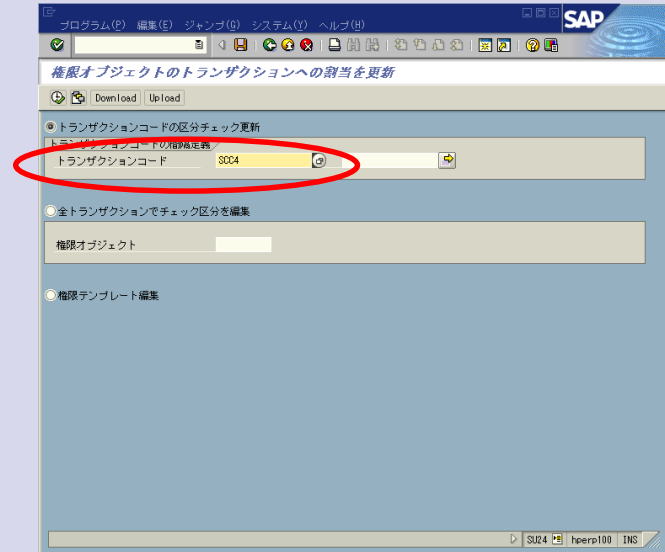 プログラム(P) 編集(E) ジャンプ(G) システム(Y) ヘルプ(H)
SAP
権限オブジェクトのトランザクションへの割当を更新
Download Upload
トランザクションコードの区分チェック更新
トランザクションコードの権限定義
トランザクションコード SCC4
全トランザクションでチェック区分を編集
権限オブジェクト
権限テンプレート編集
SU24 hperp100 INS